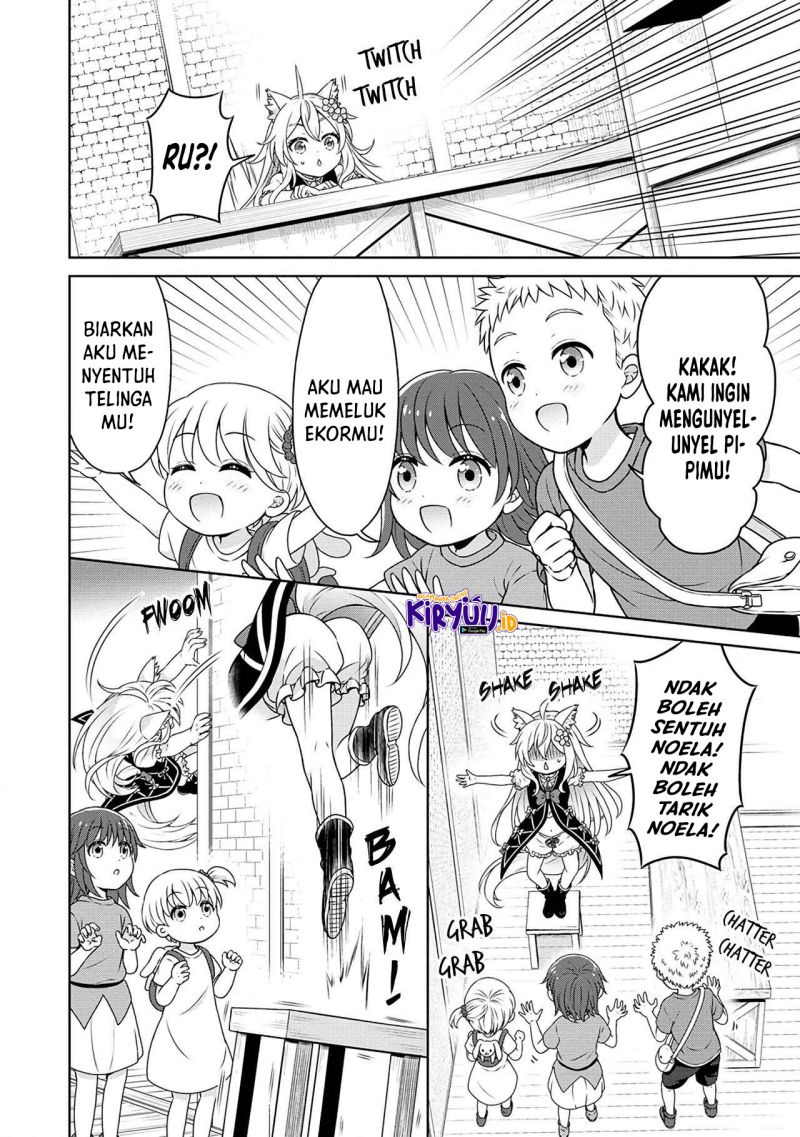 TWITCH
TWITCH
RU?!
KAKAK!
KAMI INGIN
MENGUNYEL-
UNYEL PI-
PIMU!
AKU MAU
MEMELUK
EKORMU!
BIARKAN
AKU ME-
NYENTUH
TELINGA
MU!
KIRYUU.ID
NDAK
BOLEH
SENTUH
NOELA!
NDAK
BOLEH
TARIK
NOELA!
SHAKE
SHAKE
CHATTER
CHATTER
GRAB
GRAB
BAM!
FWOOM